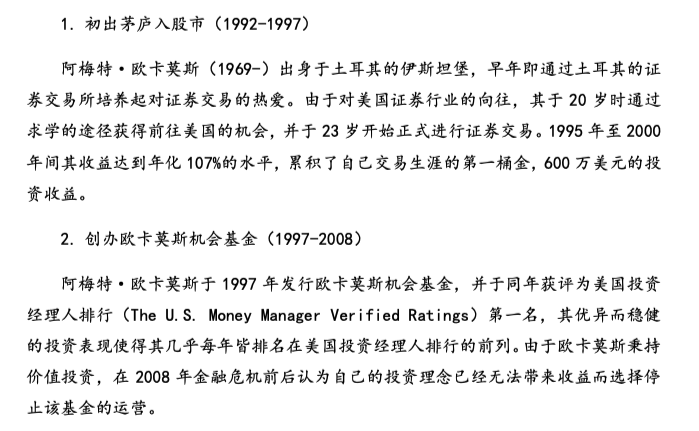 1. 初出茅庐入股市（1992-1997）
阿梅特·欧卡莫斯（1969-）出身于土耳其的伊斯坦堡，早年即通过土耳其的证
券交易所培养起对证券交易的热爱。由于对美国证券行业的向往，其于 20 岁时通过
求学的途径获得前往美国的机会，并于 23 岁开始正式进行证券交易。1995 年至 2000
年间其收益达到年化 107%的水平，累积了自己交易生涯的第一桶金，600 万美元的投
资收益。
2. 创办欧卡莫斯机会基金（1997-2008）
阿梅特·欧卡莫斯于 1997 年发行欧卡莫斯机会基金，并于同年获评为美国投资
经理人排行（The U.S. Money Manager Verified Ratings）第一名，其优异而稳健
的投资表现使得其几乎每年皆排名在美国投资经理人排行的前列。由于欧卡莫斯秉持
价值投资，在 2008 年金融危机前后认为自己的投资理念已经无法带来收益而选择停
止该基金的运营。